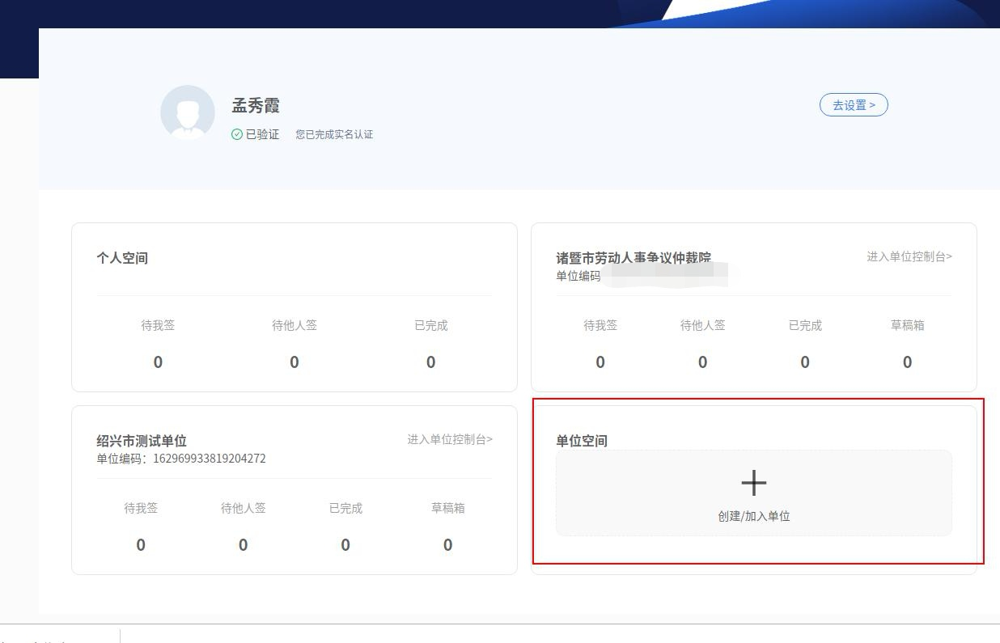 孟秀霞
去设置 >
已验证 您已完成实名认证
个人空间
待我签 待他人签 已完成
0 0 0
诸暨市劳动人事争议仲裁院 进入单位控制台>
单位编码
待我签 待他人签 已完成 草稿箱
0 0 0 0
绍兴市测试单位 进入单位控制台>
单位编码：162969933819204272
待我签 待他人签 已完成 草稿箱
0 0 0 0
单位空间
创建/加入单位